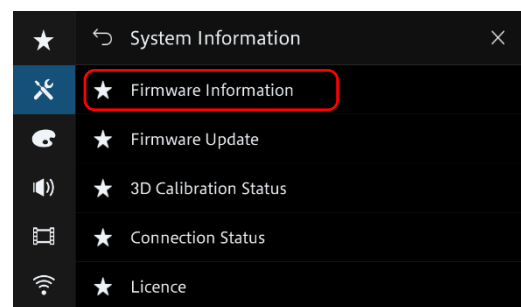 System Information
Firmware Information
Firmware Update
3D Calibration Status
Connection Status
Licence